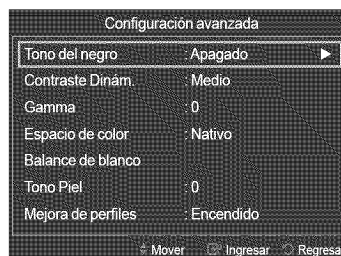 Configuración avanzada
Tono del negro : Apagado
Contraste Dinám. : Medio
Gamma : 0
Espacio de color : Nativo
Balance de blanco
Tono Piel : 0
Mejora de perfiles : Encendido
Mover Ingresar Regresa